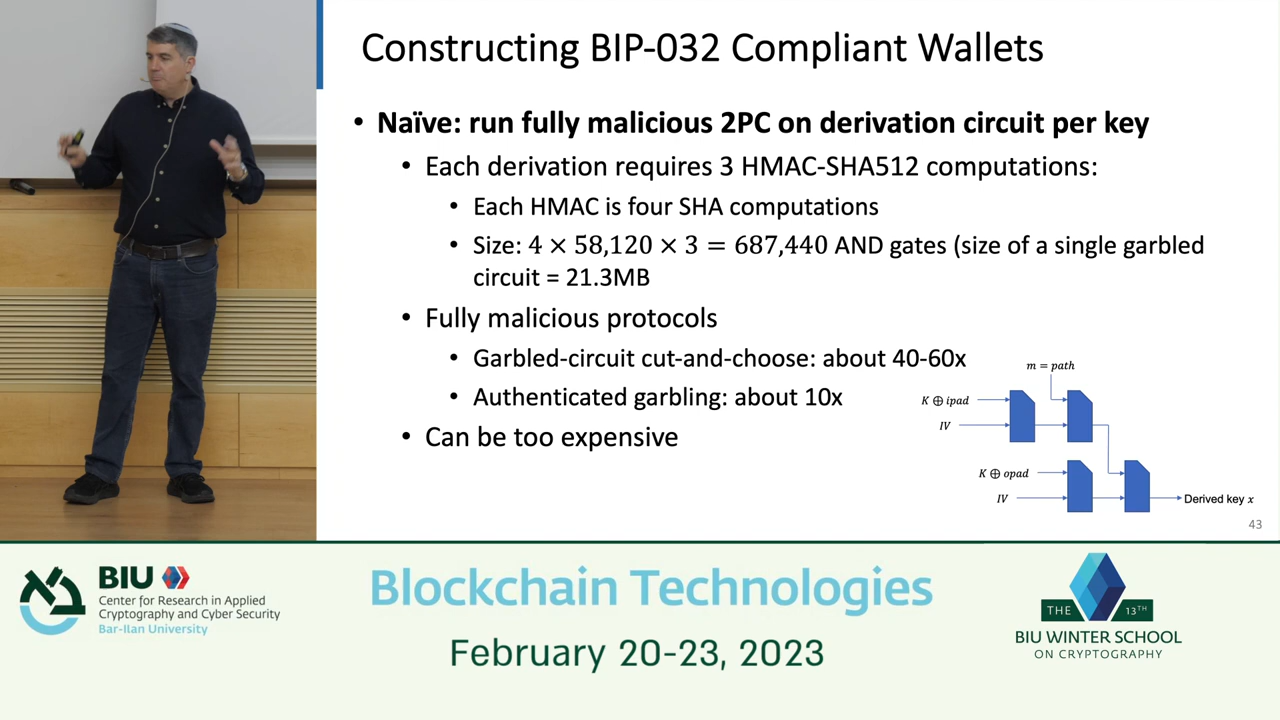 Constructing BIP-032 Compliant Wallets
• Naïve: run fully malicious 2PC on derivation circuit per key
• Each derivation requires 3 HMAC-SHA512 computations:
• Each HMAC is four SHA computations
• Size: 4 × 58,120 × 3 = 687,440 AND gates (size of a single garbled
circuit = 21.3MB
• Fully malicious protocols
• Garbled-circuit cut-and-choose: about 40-60x
• Authenticated garbling: about 10x
• Can be too expensive
m = path
K ⊕ ipad
IV
K ⊕ opad
IV
Derived key x
43
BIU
Center for Research in Applied
Cryptography and Cyber Security
Bar-Ilan University
Blockchain Technologies
February 20-23, 2023
THE 13TH
BIU WINTER SCHOOL
ON CRYPTOGRAPHY